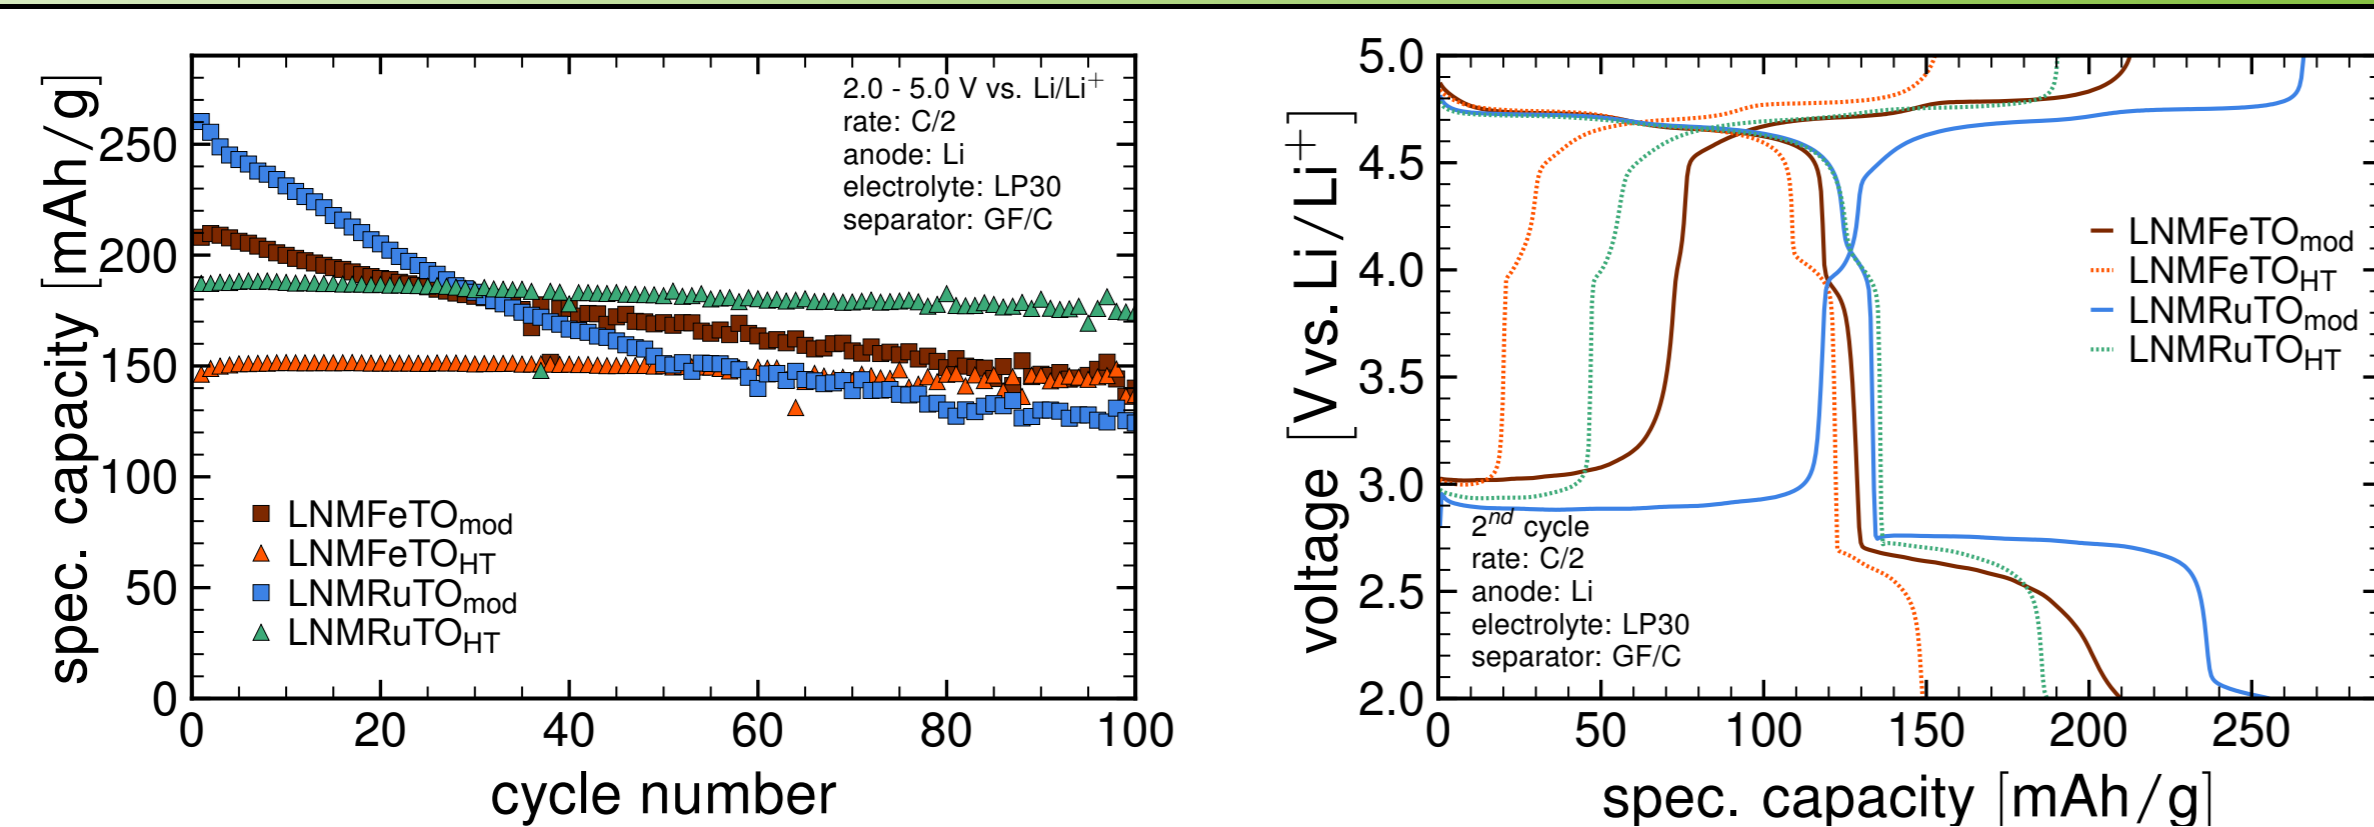 spec. capacity [mAh/g]
250
200
150
100
50
0
2.0 - 5.0 V vs. Li/Li⁺
rate: C/2
anode: Li
electrolyte: LP30
separator: GF/C
LNMFeTOmod
LNMFeTOHT
LNMRuTOmod
LNMRuTOHT
0 20 40 60 80 100
cycle number
voltage [V vs. Li/Li⁺]
5.0
4.5
4.0
3.5
3.0
2.5
2.0
LNMFeTOmod
LNMFeTOHT
LNMRuTOmod
LNMRuTOHT
2nd cycle
rate: C/2
anode: Li
electrolyte: LP30
separator: GF/C
0 50 100 150 200 250
spec. capacity [mAh/g]